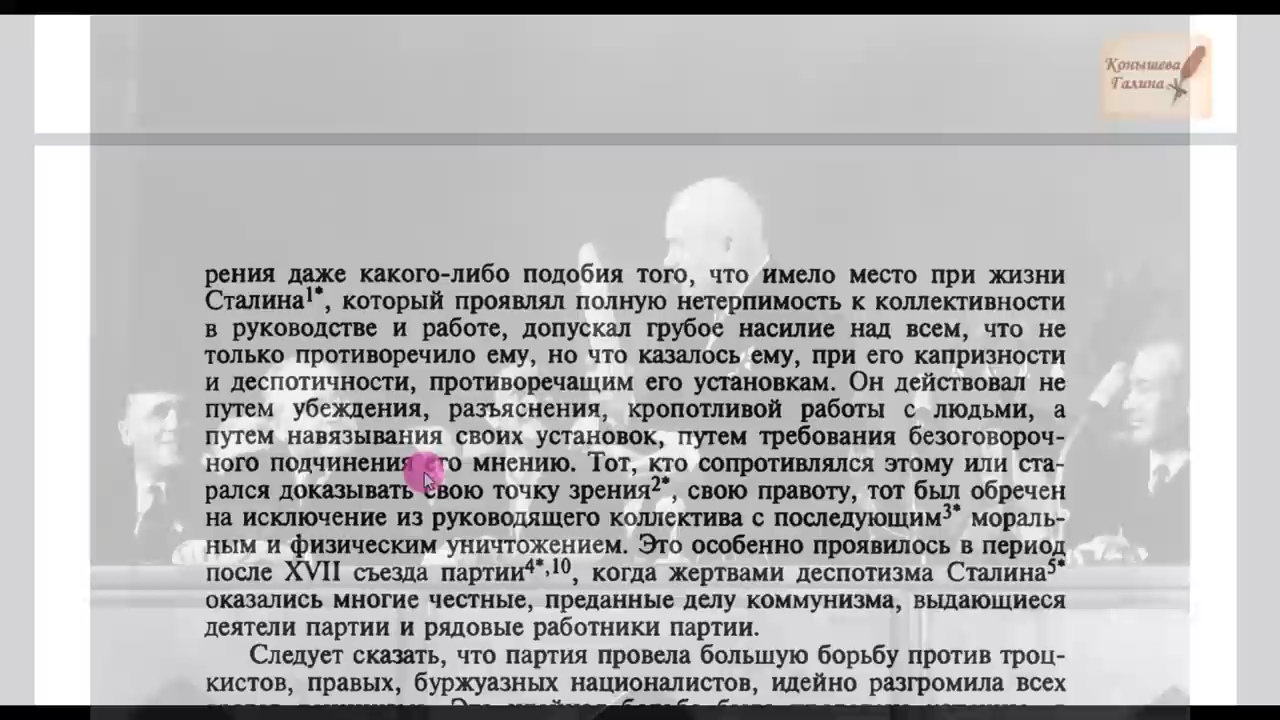 Конышева
Галина
рения даже какого-либо подобия того, что имело место при жизни
Сталина1*, который проявлял полную нетерпимость к коллективности
в руководстве и работе, допускал грубое насилие над всем, что не
только противоречило ему, но что казалось ему, при его капризности
и деспотичности, противоречащим его установкам. Он действовал не
путем убеждения, разъяснения, кропотливой работы с людьми, а
путем навязывания своих установок, путем требования безоговороч-
ного подчинения его мнению. Тот, кто сопротивлялся этому или ста-
рался доказывать свою точку зрения2*, свою правоту, тот был обречен
на исключение из руководящего коллектива с последующим3* мораль-
ным и физическим уничтожением. Это особенно проявилось в период
после XVII съезда партии4*,10, когда жертвами деспотизма Сталина5*
оказались многие честные, преданные делу коммунизма, выдающиеся
деятели партии и рядовые работники партии.
Следует сказать, что партия провела большую борьбу против троц-
кистов, правых, буржуазных националистов, идейно разгромила всех